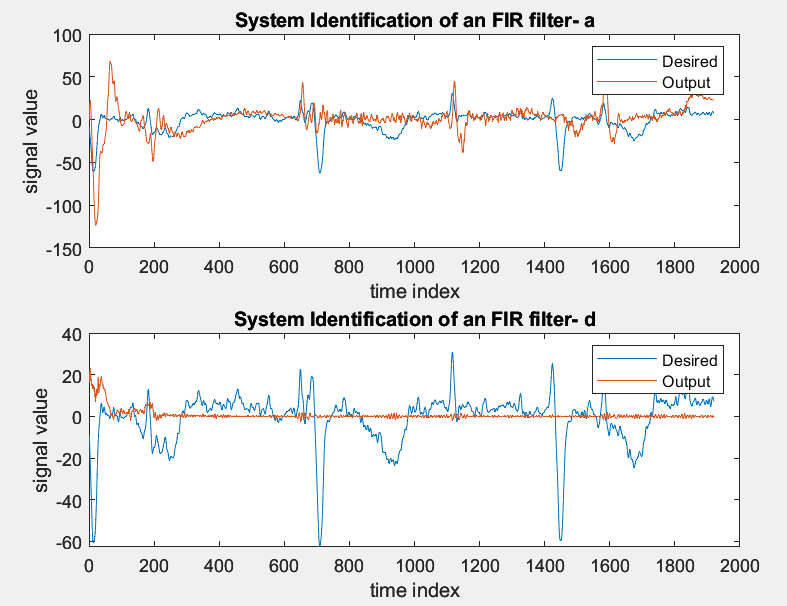 System Identification of an FIR filter- a
signal value
100
50
0
-50
-100
-150
Desired
Output
0 200 400 600 800 1000 1200 1400 1600 1800 2000
time index
System Identification of an FIR filter- d
signal value
40
20
0
-20
-40
-60
Desired
Output
0 200 400 600 800 1000 1200 1400 1600 1800 2000
time index